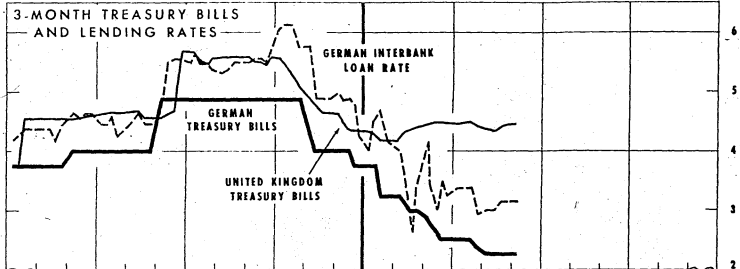 3-MONTH TREASURY BILLS
AND LENDING RATES
GERMAN INTERBANK
LOAN RATE
GERMAN
TREASURY BILLS
UNITED KINGDOM
TREASURY BILLS
6
5
4
3
2